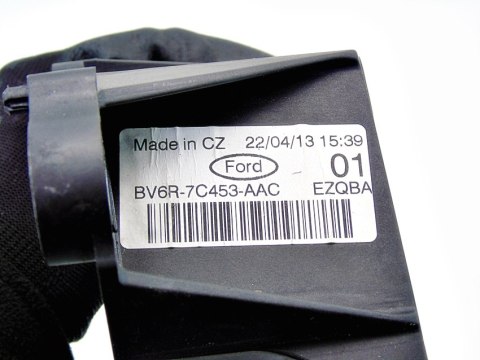 Made in CZ 22/04/13 15:39
Ford 01
BV6R-7C453-AAC EZQBA